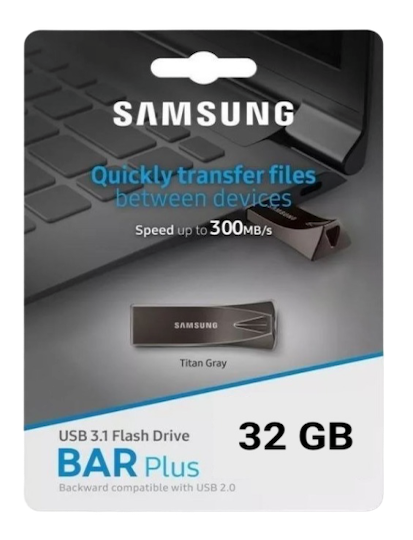 SAMSUNG
Quickly transfer files
between devices
SAMSUNG
Speed up to 300MB/s
SAMSUNG
Titan Gray
USB 3.1 Flash Drive
32 GB
BAR Plus
Backward compatible with USB 2.0